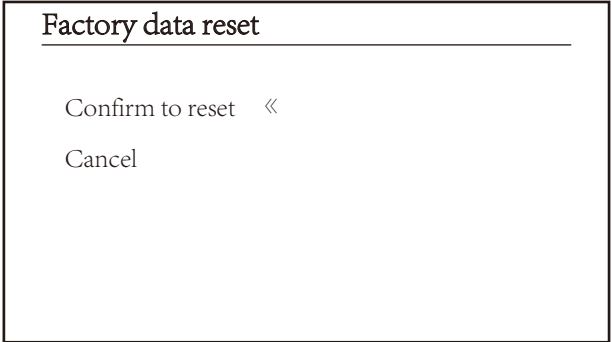 Factory data reset
Confirm to reset «
Cancel